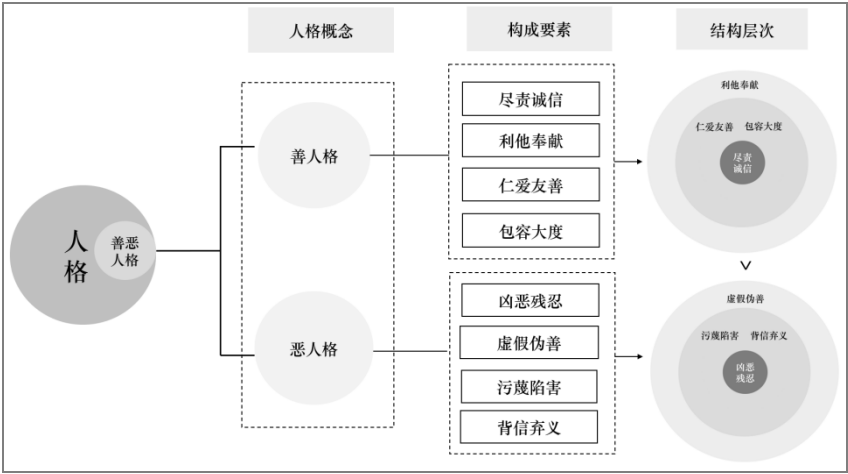 人格概念
构成要素
结构层次
人
格
善恶
人格
善人格
恶人格
尽责诚信
利他奉献
仁爱友善
包容大度
凶恶残忍
虚假伪善
污蔑陷害
背信弃义
利他奉献
仁爱友善 包容大度
尽责
诚信
∨
虚假伪善
污蔑陷害 背信弃义
凶恶
残忍